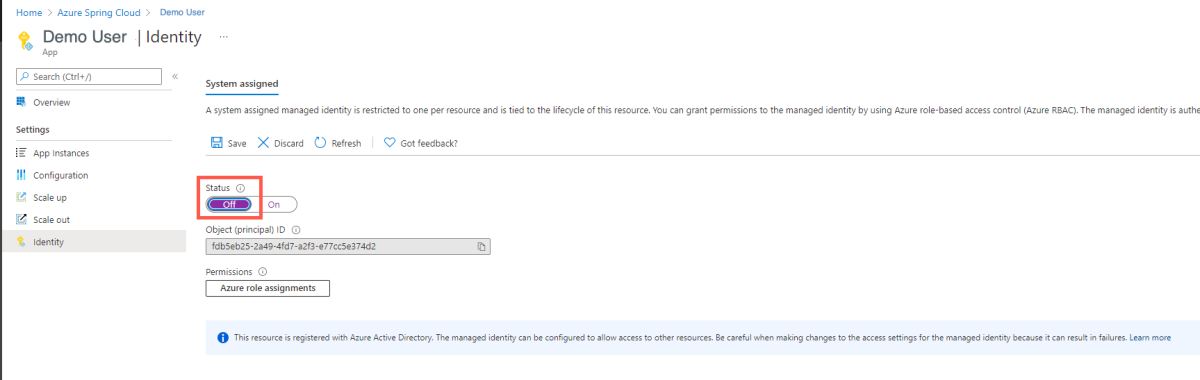 Home > Azure Spring Cloud > Demo User
Demo User | Identity ...
App
Search (Ctrl+/) «
Overview
Settings
App Instances
Configuration
Scale up
Scale out
Identity
System assigned
A system assigned managed identity is restricted to one per resource and is tied to the lifecycle of this resource. You can grant permissions to the managed identity by using Azure role-based access control (Azure RBAC). The managed identity is authe
Save Discard Refresh Got feedback?
Status
Off On
Object (principal) ID
fdb5eb25-2a49-4fd7-a2f3-e77cc5e374d2
Permissions
Azure role assignments
This resource is registered with Azure Active Directory. The managed identity can be configured to allow access to other resources. Be careful when making changes to the access settings for the managed identity because it can result in failures. Learn more